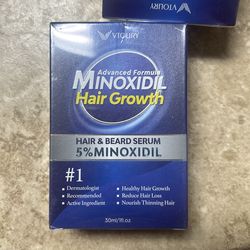 VTOURY
Advanced Formula
MINOXIDIL
Hair Growth
HAIR & BEARD SERUM
5% MINOXIDIL
#1
• Dermatologist
• Recommended
• Active Ingredient
• Healthy Hair Growth
• Reduce Hair Loss
• Nourish Thinning Hair
30ml/1fl.oz